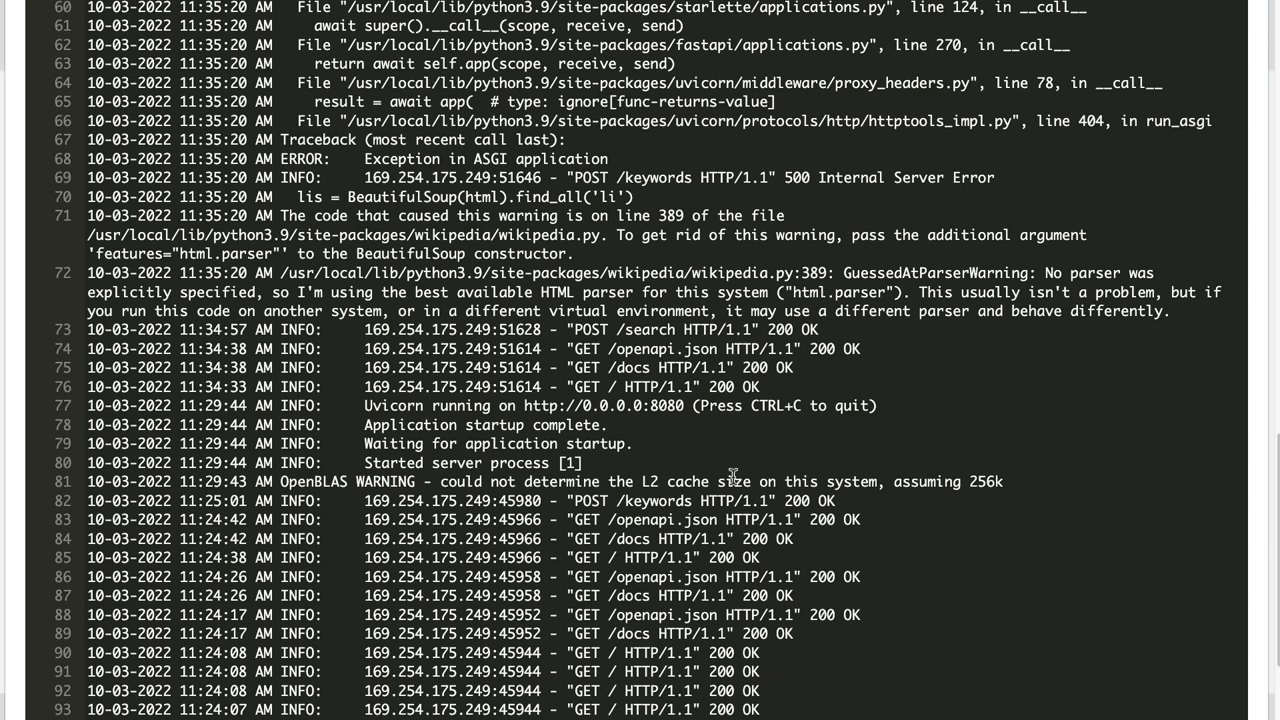 60 10-03-2022 11:35:20 AM   File "/usr/local/lib/python3.9/site-packages/starlette/applications.py", line 124, in __call__
61 10-03-2022 11:35:20 AM     await super().__call__(scope, receive, send)
62 10-03-2022 11:35:20 AM   File "/usr/local/lib/python3.9/site-packages/fastapi/applications.py", line 270, in __call__
63 10-03-2022 11:35:20 AM     return await self.app(scope, receive, send)
64 10-03-2022 11:35:20 AM   File "/usr/local/lib/python3.9/site-packages/uvicorn/middleware/proxy_headers.py", line 78, in __call__
65 10-03-2022 11:35:20 AM     result = await app(  # type: ignore[func-returns-value]
66 10-03-2022 11:35:20 AM   File "/usr/local/lib/python3.9/site-packages/uvicorn/protocols/http/httptools_impl.py", line 404, in run_asgi
67 10-03-2022 11:35:20 AM Traceback (most recent call last):
68 10-03-2022 11:35:20 AM ERROR:    Exception in ASGI application
69 10-03-2022 11:35:20 AM INFO:     169.254.175.249:51646 - "POST /keywords HTTP/1.1" 500 Internal Server Error
70 10-03-2022 11:35:20 AM   lis = BeautifulSoup(html).find_all('li')
71 10-03-2022 11:35:20 AM The code that caused this warning is on line 389 of the file
/usr/local/lib/python3.9/site-packages/wikipedia/wikipedia.py. To get rid of this warning, pass the additional argument
'features="html.parser"' to the BeautifulSoup constructor.
72 10-03-2022 11:35:20 AM /usr/local/lib/python3.9/site-packages/wikipedia/wikipedia.py:389: GuessedAtParserWarning: No parser was
explicitly specified, so I'm using the best available HTML parser for this system ("html.parser"). This usually isn't a problem, but if
you run this code on another system, or in a different virtual environment, it may use a different parser and behave differently.
73 10-03-2022 11:34:57 AM INFO:     169.254.175.249:51628 - "POST /search HTTP/1.1" 200 OK
74 10-03-2022 11:34:38 AM INFO:     169.254.175.249:51614 - "GET /openapi.json HTTP/1.1" 200 OK
75 10-03-2022 11:34:38 AM INFO:     169.254.175.249:51614 - "GET /docs HTTP/1.1" 200 OK
76 10-03-2022 11:34:33 AM INFO:     169.254.175.249:51614 - "GET / HTTP/1.1" 200 OK
77 10-03-2022 11:29:44 AM INFO:     Uvicorn running on http://0.0.0.0:8080 (Press CTRL+C to quit)
78 10-03-2022 11:29:44 AM INFO:     Application startup complete.
79 10-03-2022 11:29:44 AM INFO:     Waiting for application startup.
80 10-03-2022 11:29:44 AM INFO:     Started server process [1]
81 10-03-2022 11:29:43 AM OpenBLAS WARNING - could not determine the L2 cache size on this system, assuming 256k
82 10-03-2022 11:25:01 AM INFO:     169.254.175.249:45980 - "POST /keywords HTTP/1.1" 200 OK
83 10-03-2022 11:24:42 AM INFO:     169.254.175.249:45966 - "GET /openapi.json HTTP/1.1" 200 OK
84 10-03-2022 11:24:42 AM INFO:     169.254.175.249:45966 - "GET /docs HTTP/1.1" 200 OK
85 10-03-2022 11:24:38 AM INFO:     169.254.175.249:45966 - "GET / HTTP/1.1" 200 OK
86 10-03-2022 11:24:26 AM INFO:     169.254.175.249:45958 - "GET /openapi.json HTTP/1.1" 200 OK
87 10-03-2022 11:24:26 AM INFO:     169.254.175.249:45958 - "GET /docs HTTP/1.1" 200 OK
88 10-03-2022 11:24:17 AM INFO:     169.254.175.249:45952 - "GET /openapi.json HTTP/1.1" 200 OK
89 10-03-2022 11:24:17 AM INFO:     169.254.175.249:45952 - "GET /docs HTTP/1.1" 200 OK
90 10-03-2022 11:24:08 AM INFO:     169.254.175.249:45944 - "GET / HTTP/1.1" 200 OK
91 10-03-2022 11:24:08 AM INFO:     169.254.175.249:45944 - "GET / HTTP/1.1" 200 OK
92 10-03-2022 11:24:08 AM INFO:     169.254.175.249:45944 - "GET / HTTP/1.1" 200 OK
93 10-03-2022 11:24:07 AM INFO:     169.254.175.249:45944 - "GET / HTTP/1.1" 200 OK